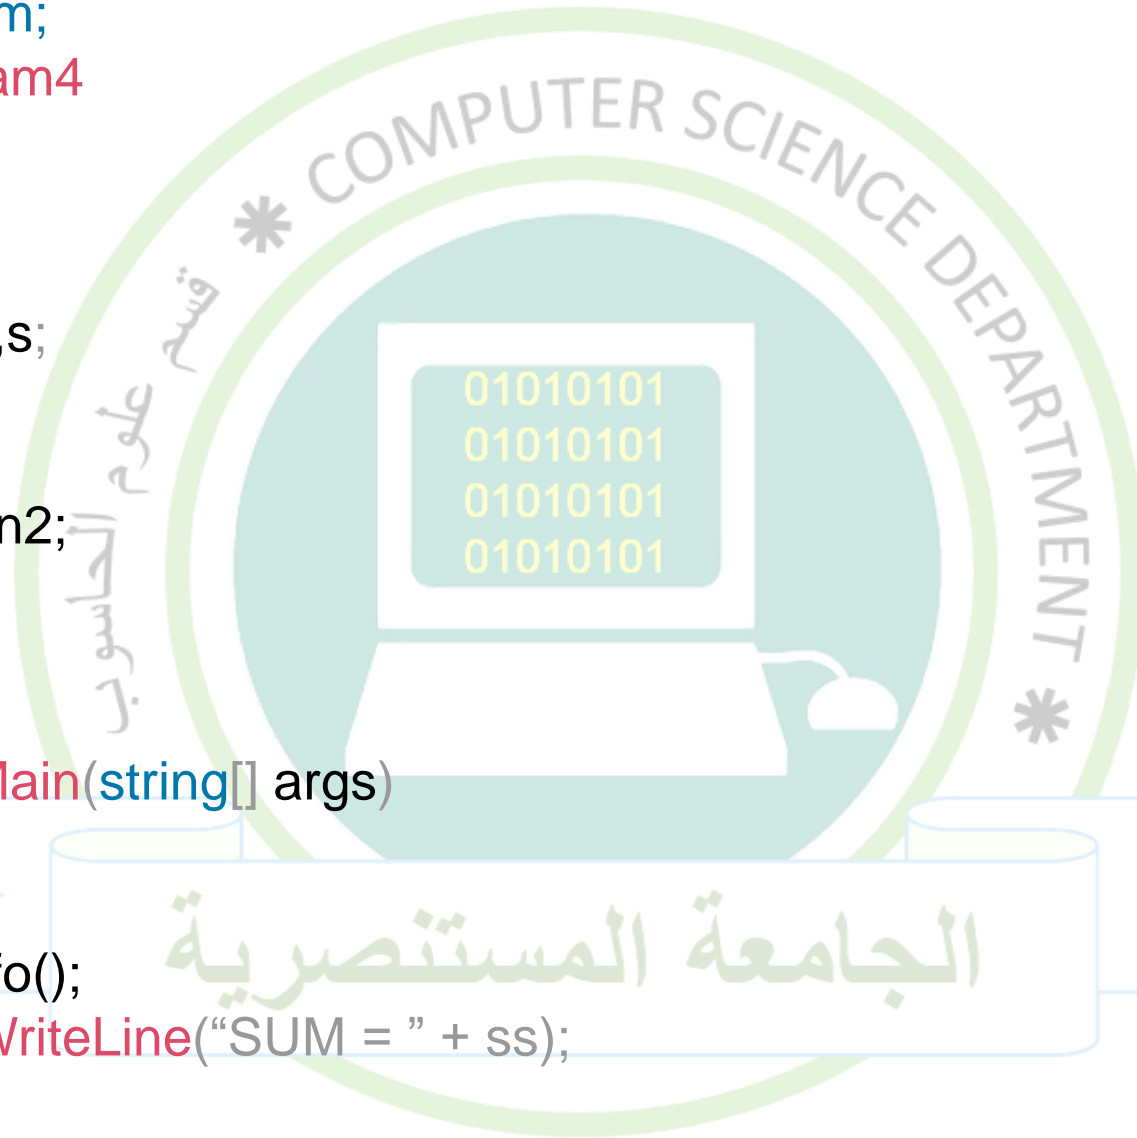 m;
am4
COMPUTER SCIENCE DEPARTMENT
قسم علوم الحاسوب
,s;
01010101
01010101
01010101
01010101
n2;
Main(string[] args)
الجامعة المستنصرية
fo();
WriteLine(“SUM = ” + ss);